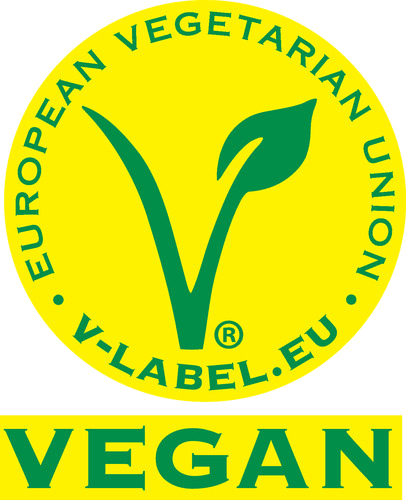 • EUROPEAN VEGETARIAN UNION •
®
V-LABEL.EU
VEGAN